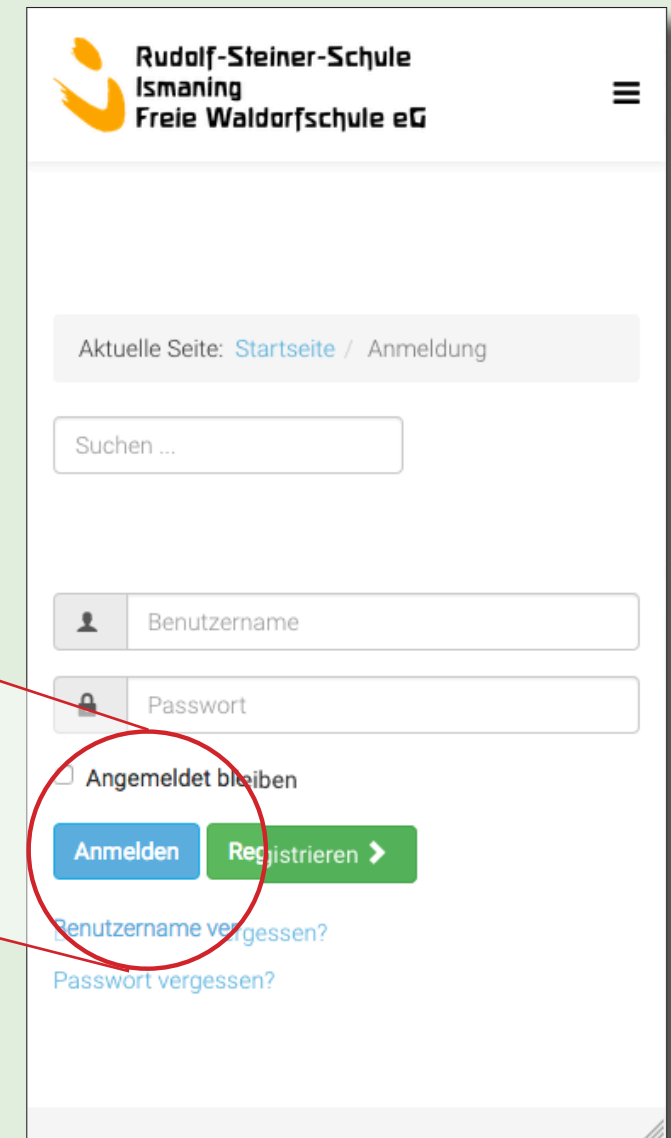 Rudolf-Steiner-Schule
Ismaning
Freie Waldorfschule eG
Aktuelle Seite: Startseite / Anmeldung
Suchen ...
Benutzername
Passwort
Angemeldet bleiben
Anmelden Registrieren
Benutzername vergessen?
Passwort vergessen?